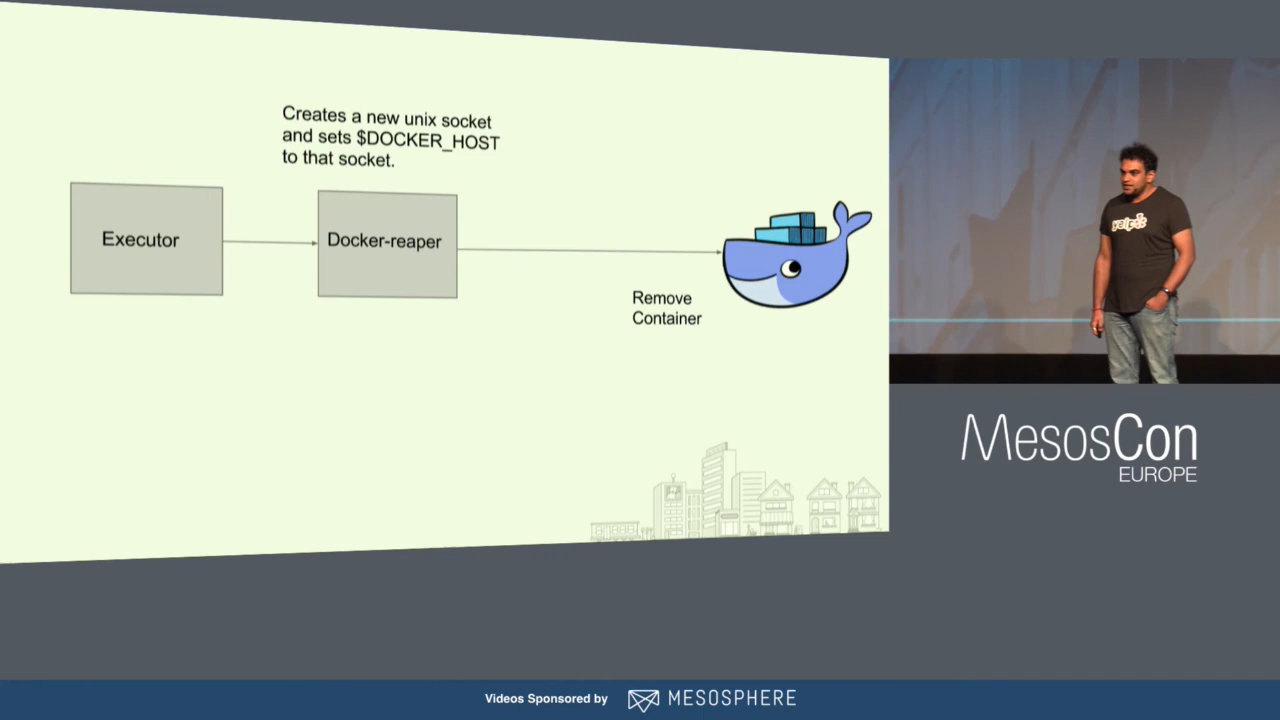 Creates a new unix socket
and sets $DOCKER_HOST
to that socket.
Executor
Docker-reaper
Remove
Container
yelp
MesosCon
EUROPE
Videos Sponsored by
MESOSPHERE